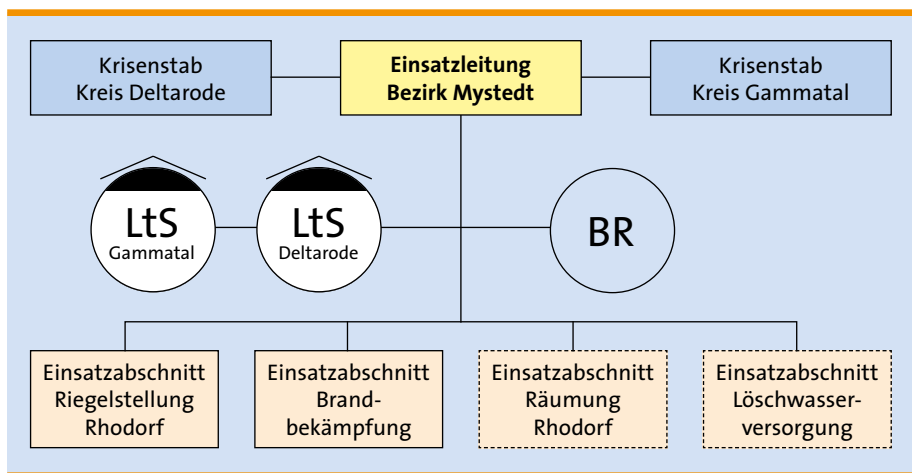 Krisenstab
Kreis Deltarode
Einsatzleitung
Bezirk Mystedt
Krisenstab
Kreis Gammatal
LtS
Gammatal
LtS
Deltarode
BR
Einsatzabschnitt
Riegelstellung
Rhodorf
Einsatzabschnitt
Brand-
bekämpfung
Einsatzabschnitt
Räumung
Rhodorf
Einsatzabschnitt
Löschwasser-
versorgung